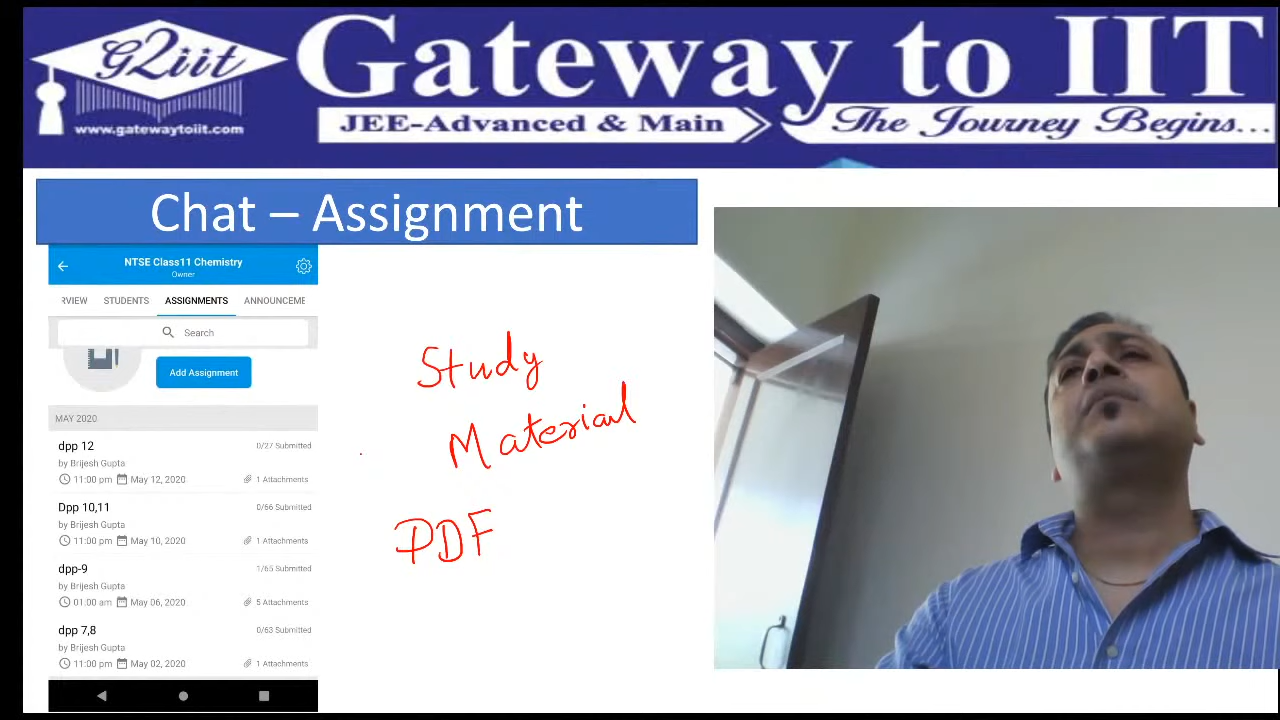 G2iit
www.gatewaytoiit.com
Gateway to IIT
JEE-Advanced & Main
The Journey Begins...
Chat – Assignment
NTSE Class11 Chemistry
Owner
RVIEW STUDENTS ASSIGNMENTS ANNOUNCEME
Search
Add Assignment
MAY 2020
dpp 12 0/27 Submitted
by Brijesh Gupta
11:00 pm May 12, 2020 1 Attachments
Dpp 10,11 0/66 Submitted
by Brijesh Gupta
11:00 pm May 10, 2020 1 Attachments
dpp-9 1/65 Submitted
by Brijesh Gupta
01:00 am May 06, 2020 5 Attachments
dpp 7,8 0/63 Submitted
by Brijesh Gupta
11:00 pm May 02, 2020 1 Attachments
Study
Material
PDF